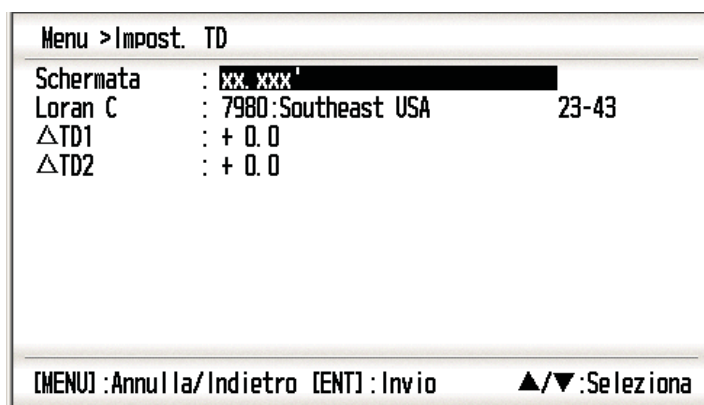 Menu >Impost. TD
Schermata : xx.xxx'
Loran C : 7980:Southeast USA 23-43
△TD1 : + 0.0
△TD2 : + 0.0
[MENU]:Annulla/Indietro [ENT]:Invio ▲/▼:Seleziona